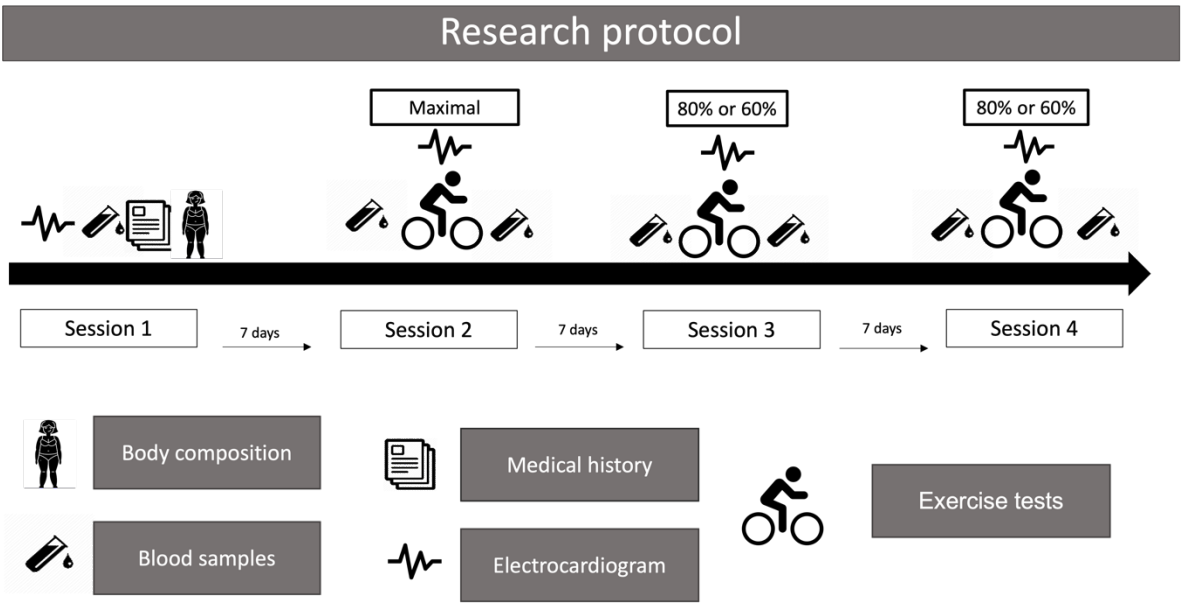 Research protocol
Maximal
80% or 60%
80% or 60%
Session 1
7 days
Session 2
7 days
Session 3
7 days
Session 4
Body composition
Medical history
Exercise tests
Blood samples
Electrocardiogram